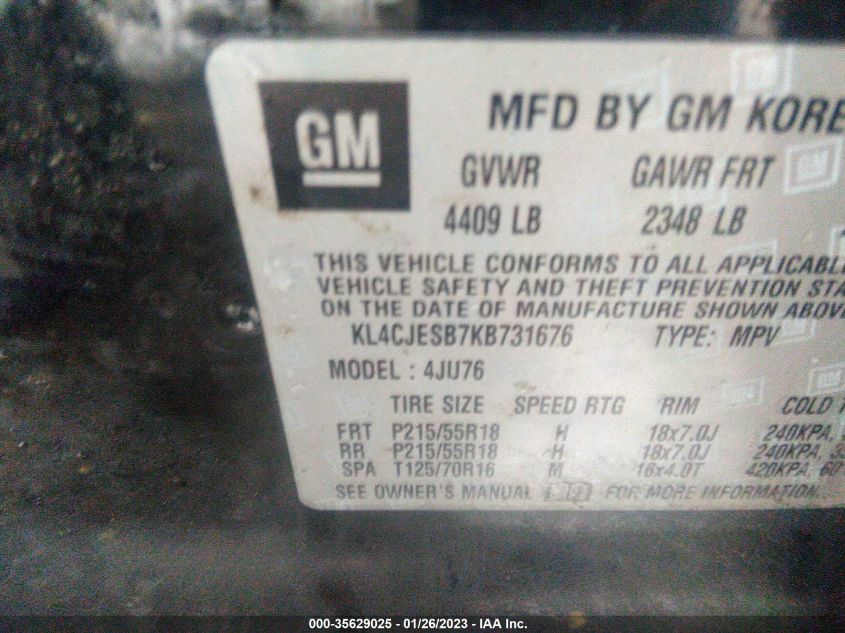 GM
MFD BY GM KORE
GVWR GAWR FRT
4409 LB 2348 LB
THIS VEHICLE CONFORMS TO ALL APPLICABL
VEHICLE SAFETY AND THEFT PREVENTION STA
ON THE DATE OF MANUFACTURE SHOWN ABOV
KL4CJESB7KB731676 TYPE: MPV
MODEL : 4JU76
TIRE SIZE SPEED RTG RIM COLD
FRT P215/55R18 H 18x7.0J 240KPA,
RR P215/55R18 H 18x7.0J 240KPA,
SPA T125/70R16 M 16x4.0T 420KPA, 60
SEE OWNER'S MANUAL FOR MORE INFORMATION.
000-35629025 - 01/26/2023 - IAA Inc.